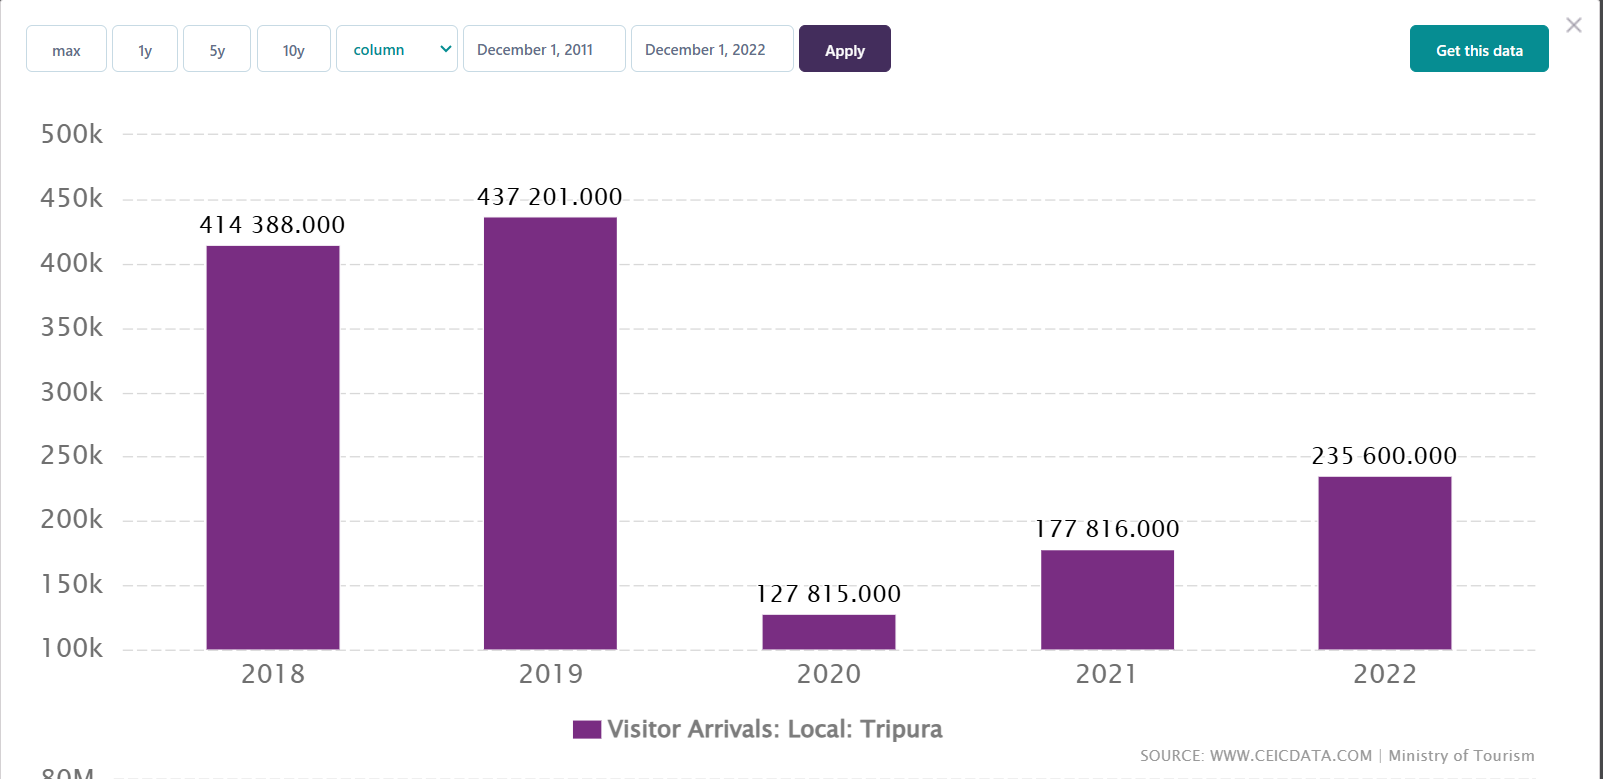 max 1y 5y 10y column December 1, 2011 December 1, 2022 Apply Get this data
500k
450k
400k
350k
300k
250k
200k
150k
100k
414 388.000
437 201.000
127 815.000
177 816.000
235 600.000
2018 2019 2020 2021 2022
Visitor Arrivals: Local: Tripura
SOURCE: WWW.CEICDATA.COM | Ministry of Tourism
80M